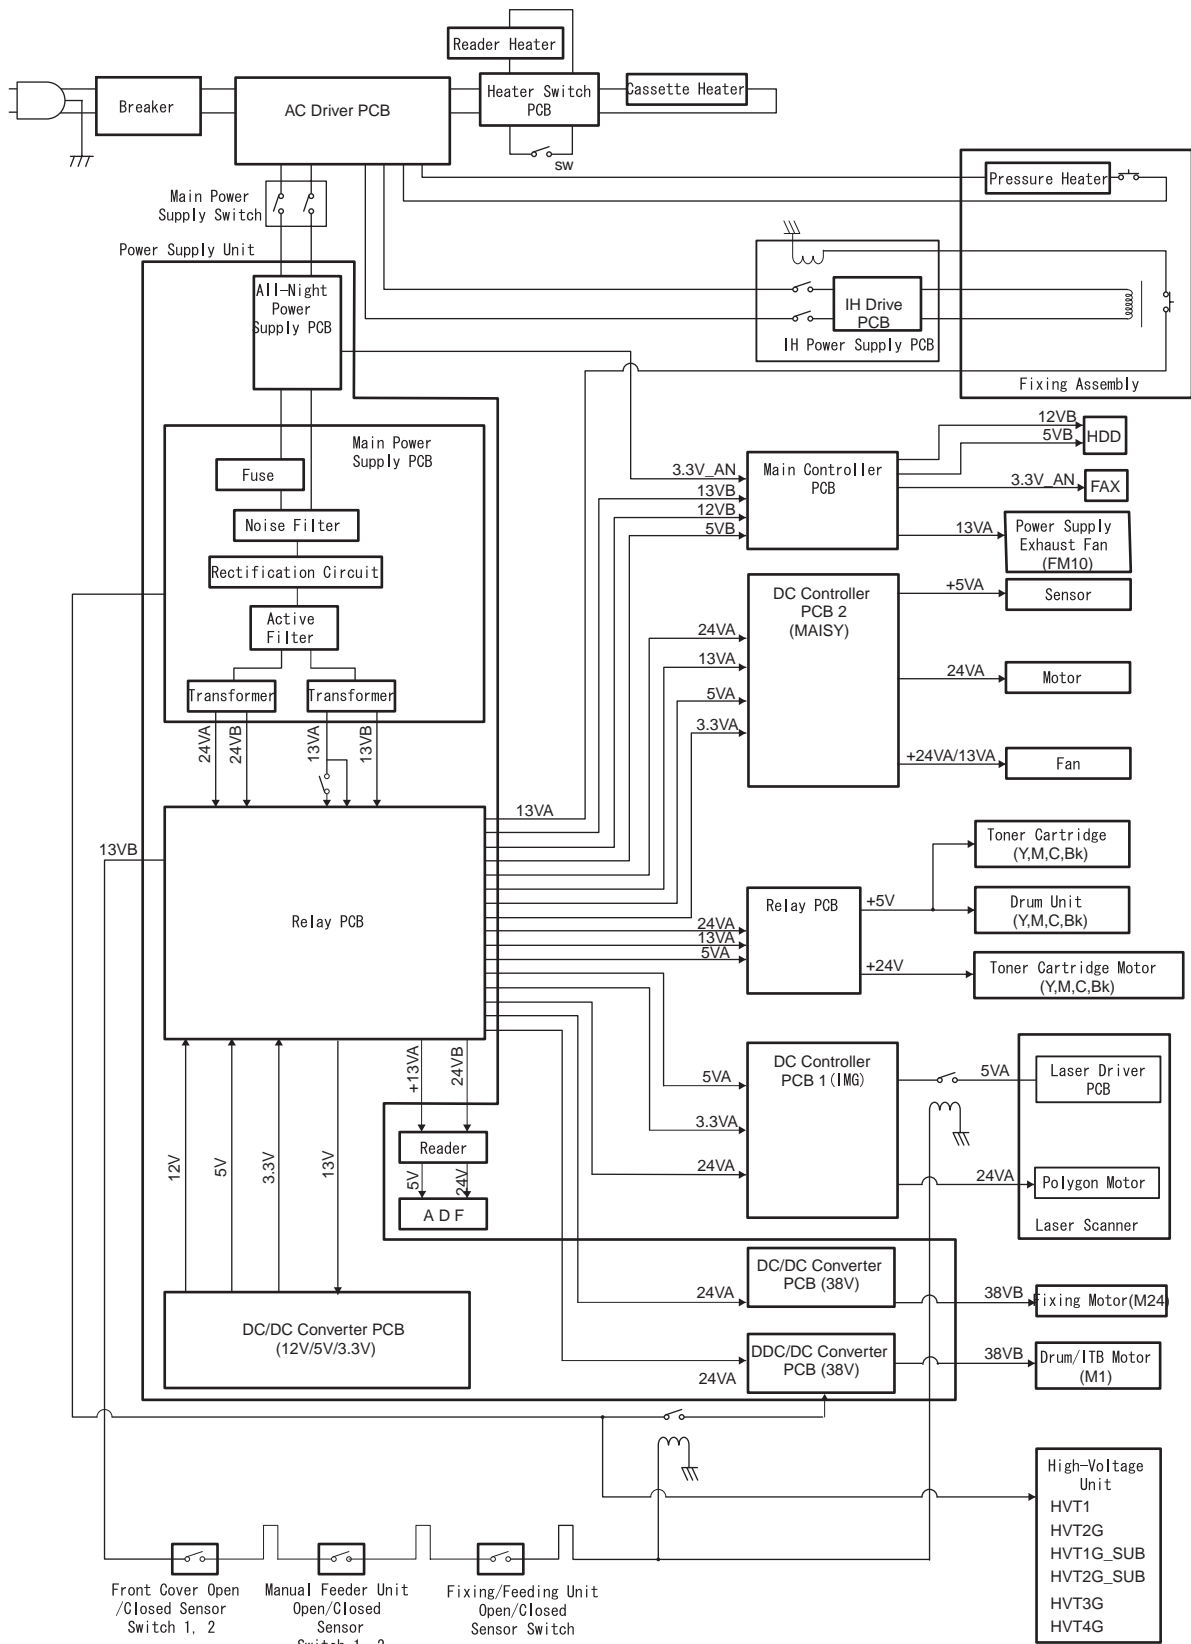 Reader Heater
Breaker
AC Driver PCB
Heater Switch
PCB
Cassette Heater
SW
Main Power
Supply Switch
Pressure Heater
Power Supply Unit
All-Night
Power
Supply PCB
IH Drive
PCB
IH Power Supply PCB
Fixing Assembly
Main Power
Supply PCB
Fuse
Noise Filter
Rectification Circuit
Active
Filter
Transformer
Transformer
24VA
24VB
13VA
13VB
3.3V_AN
13VB
12VB
5VB
Main Controller
PCB
12VB
5VB
HDD
3.3V_AN
FAX
13VA
Power Supply
Exhaust Fan
(FM10)
DC Controller
PCB 2
(MAISY)
24VA
13VA
5VA
3.3VA
+5VA
Sensor
24VA
Motor
+24VA/13VA
Fan
13VA
13VB
Relay PCB
24VA
13VA
5VA
Relay PCB
+5V
Toner Cartridge
(Y,M,C,Bk)
Drum Unit
(Y,M,C,Bk)
+24V
Toner Cartridge Motor
(Y,M,C,Bk)
12V
5V
3.3V
13V
+13VA
24VB
Reader
5V
24V
ADF
5VA
3.3VA
24VA
DC Controller
PCB 1(IMG)
5VA
Laser Driver
PCB
24VA
Polygon Motor
Laser Scanner
DC/DC Converter PCB
(12V/5V/3.3V)
24VA
DC/DC Converter
PCB (38V)
38VB
Fixing Motor(M24)
24VA
DDC/DC Converter
PCB (38V)
38VB
Drum/ITB Motor
(M1)
High-Voltage
Unit
HVT1
HVT2G
HVT1G_SUB
HVT2G_SUB
HVT3G
HVT4G
Front Cover Open
/Closed Sensor
Switch 1, 2
Manual Feeder Unit
Open/Closed
Sensor
Switch 1, 2
Fixing/Feeding Unit
Open/Closed
Sensor Switch